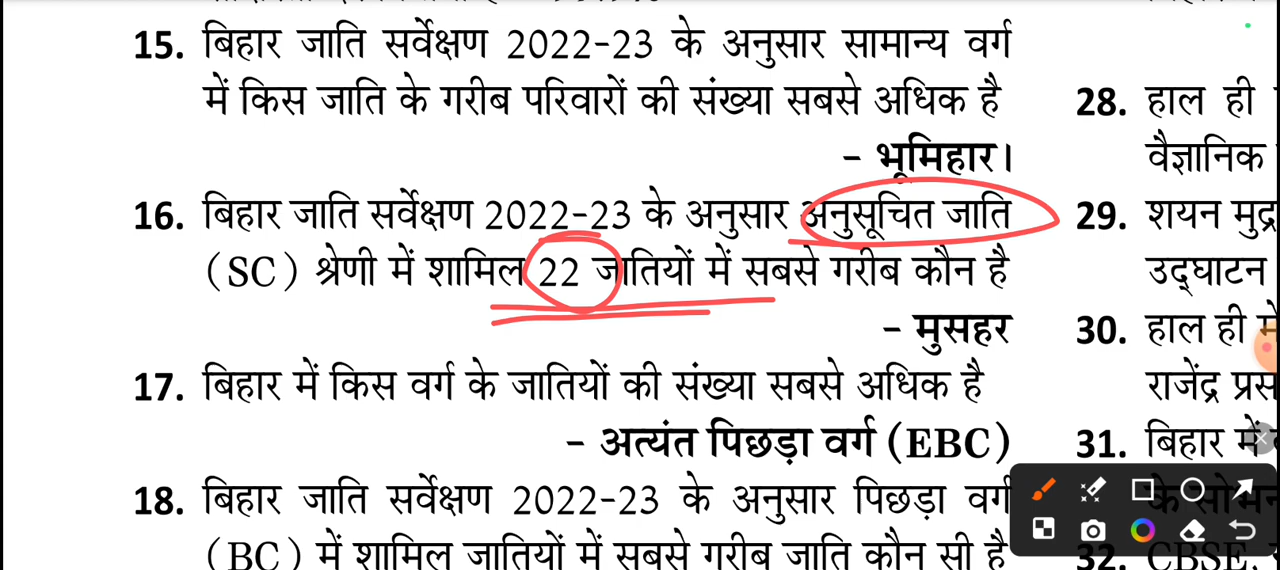 15. बिहार जाति सर्वेक्षण 2022-23 के अनुसार सामान्य वर्ग
में किस जाति के गरीब परिवारों की संख्या सबसे अधिक है
- भूमिहार।
16. बिहार जाति सर्वेक्षण 2022-23 के अनुसार अनुसूचित जाति
(SC) श्रेणी में शामिल 22 जातियों में सबसे गरीब कौन है
- मुसहर
17. बिहार में किस वर्ग के जातियों की संख्या सबसे अधिक है
- अत्यंत पिछड़ा वर्ग (EBC)
18. बिहार जाति सर्वेक्षण 2022-23 के अनुसार पिछड़ा वर्ग
(BC) में शामिल जातियों में सबसे गरीब जाति कौन सी है
28. हाल ही
वैज्ञानिक
29. शयन
उद्घाटन
30. हाल ही
राजेंद्र
31. बिहार में
32. CBSE,